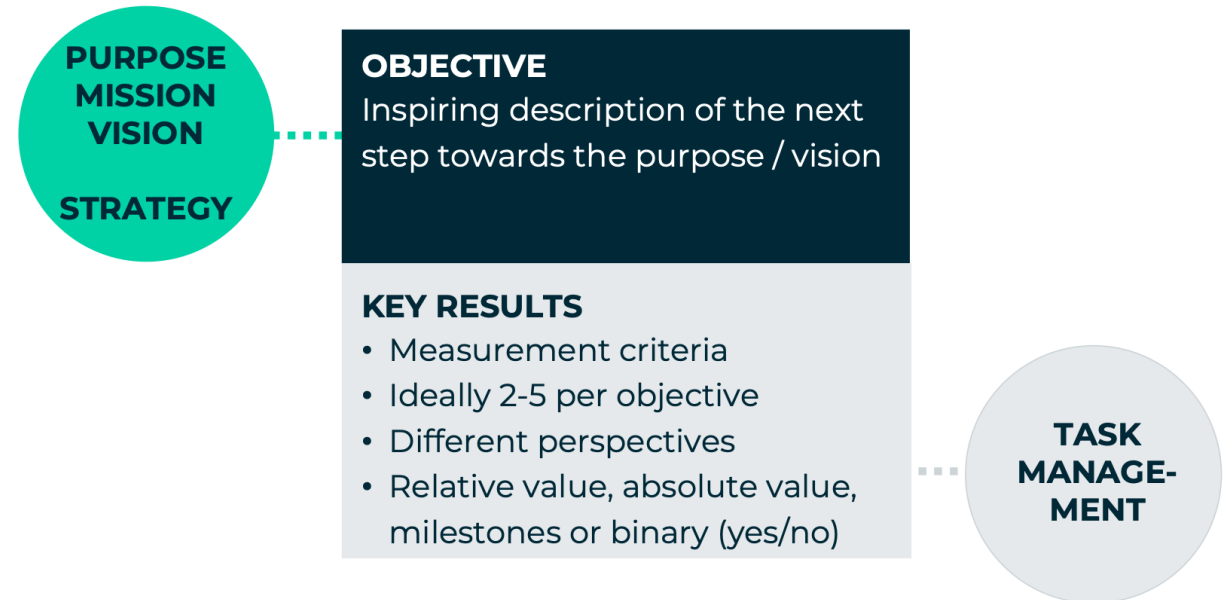 PURPOSE
MISSION
VISION
STRATEGY
OBJECTIVE
Inspiring description of the next
step towards the purpose / vision
KEY RESULTS
• Measurement criteria
• Ideally 2-5 per objective
• Different perspectives
• Relative value, absolute value,
milestones or binary (yes/no)
TASK
MANAGE-
MENT